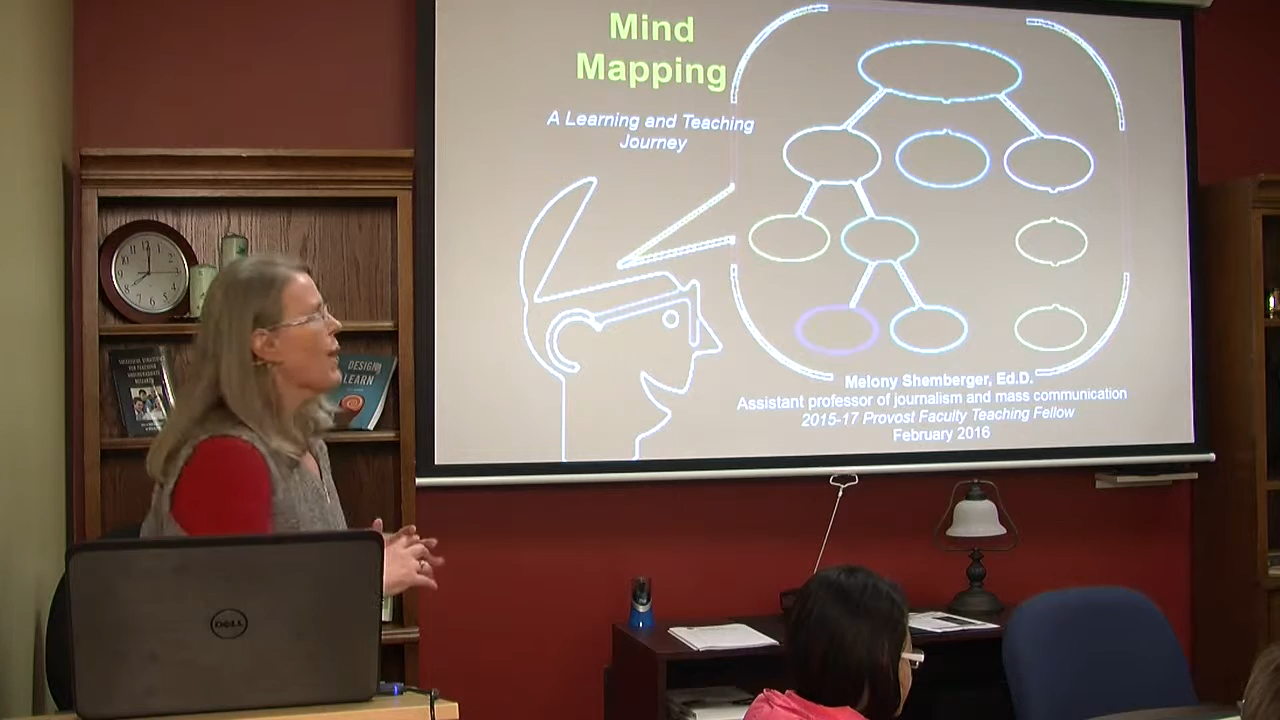 Mind
Mapping
A Learning and Teaching
Journey
Melony Shemberger, Ed.D.
Assistant professor of journalism and mass communication
2015-17 Provost Faculty Teaching Fellow
February 2016
DESIGN
LEARN
DELL